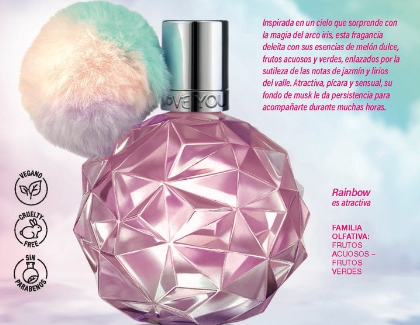 Inspirada en un cielo que sorprende con
la magia del arco iris, esta fragancia
deleita con sus esencias de melón dulce,
frutos acuosos y verdes, enlazados por la
sutileza de las notas de jazmín y lirios
del valle. Atractiva, pícara y sensual, su
fondo de musk le da persistencia para
acompañarte durante muchas horas.
LOVE YOU
VEGANO
CRUELTY
FREE
SIN
PARABENOS
Rainbow
es atractiva
FAMILIA
OLFATIVA:
FRUTOS
ACUOSOS –
FRUTOS
VERDES